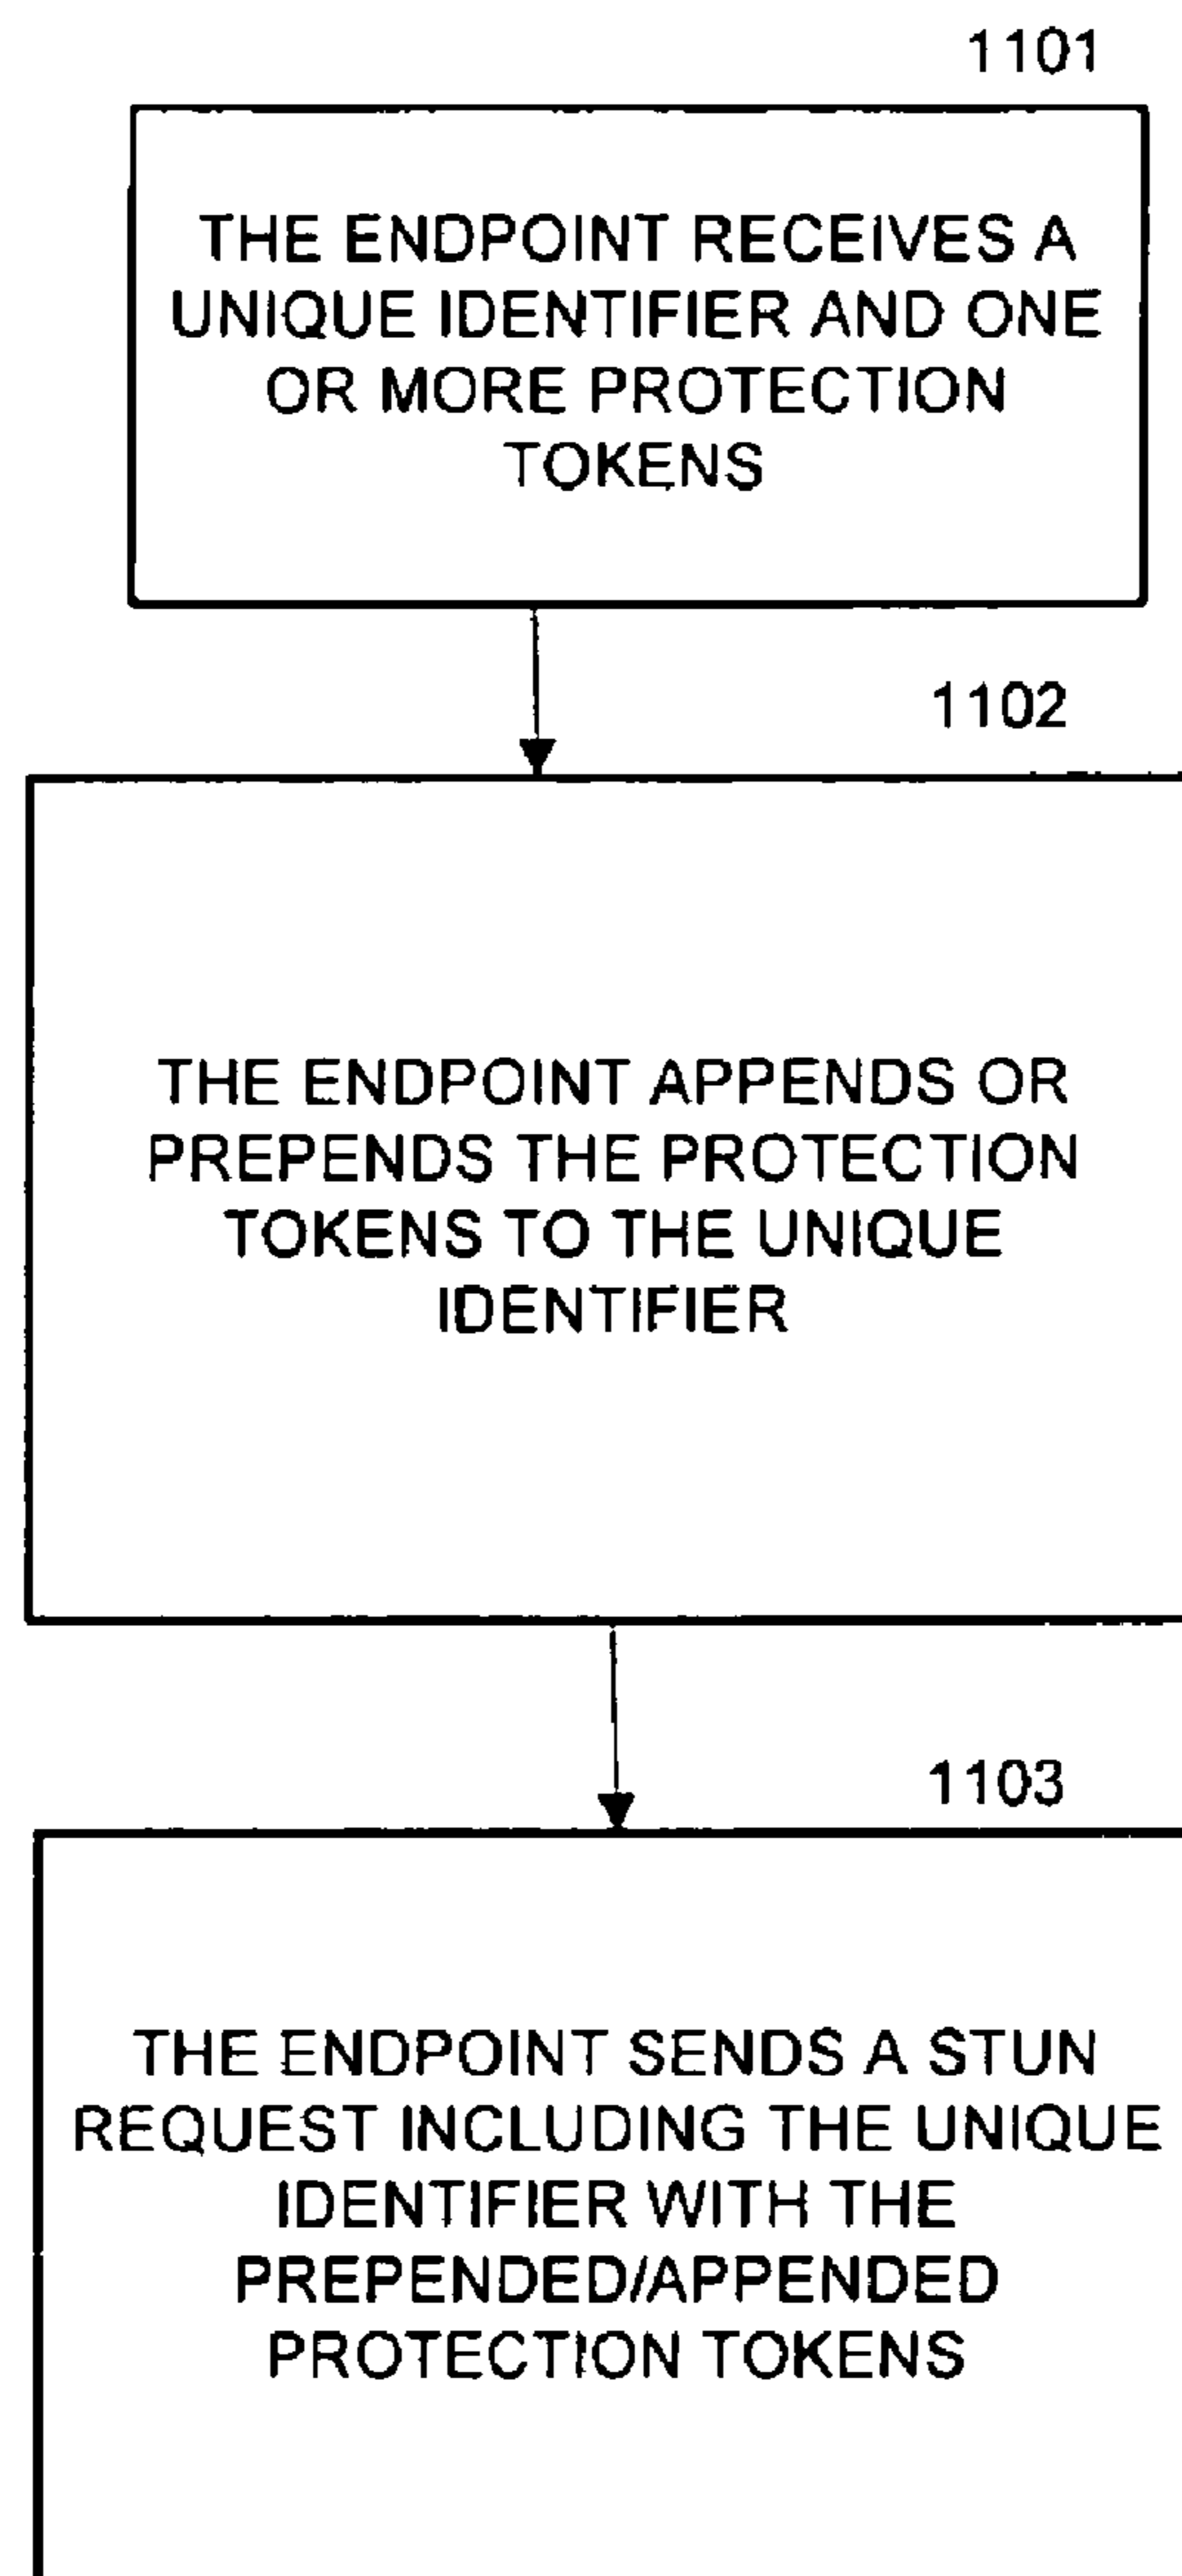 1101
THE ENDPOINT RECEIVES A
UNIQUE IDENTIFIER AND ONE
OR MORE PROTECTION
TOKENS
1102
THE ENDPOINT APPENDS OR
PREPENDS THE PROTECTION
TOKENS TO THE UNIQUE
IDENTIFIER
1103
THE ENDPOINT SENDS A STUN
REQUEST INCLUDING THE UNIQUE
IDENTIFIER WITH THE
PREPENDED/APPENDED
PROTECTION TOKENS